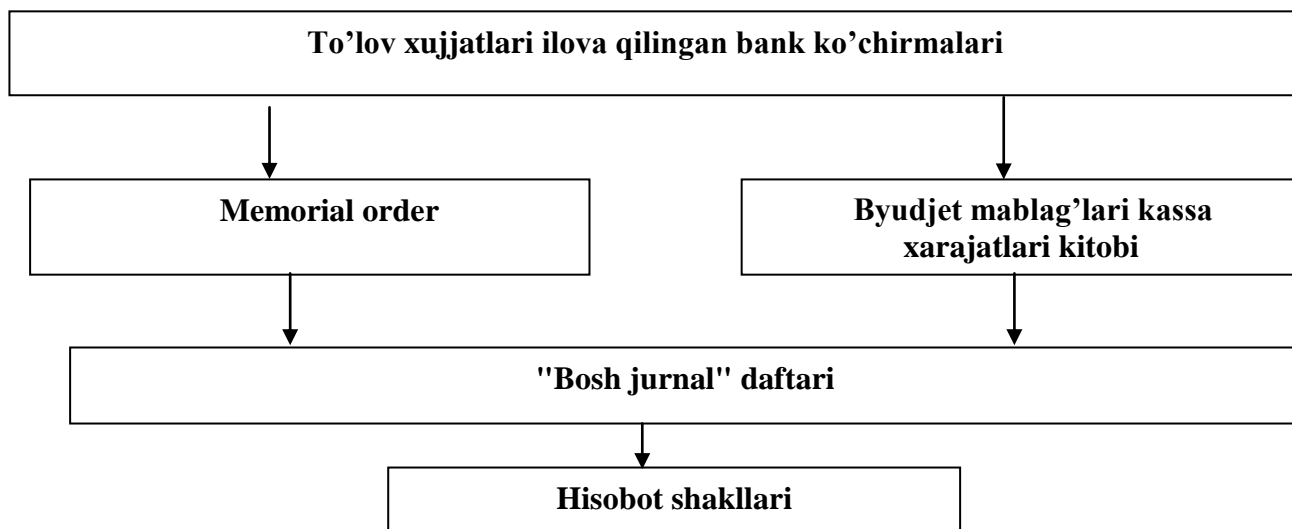 To’lov xujjatlari ilova qilingan bank ko’chirmalari
Memorial order
Byudjet mablag’lari kassa
xarajatlari kitobi
"Bosh jurnal" daftari
Hisobot shakllari